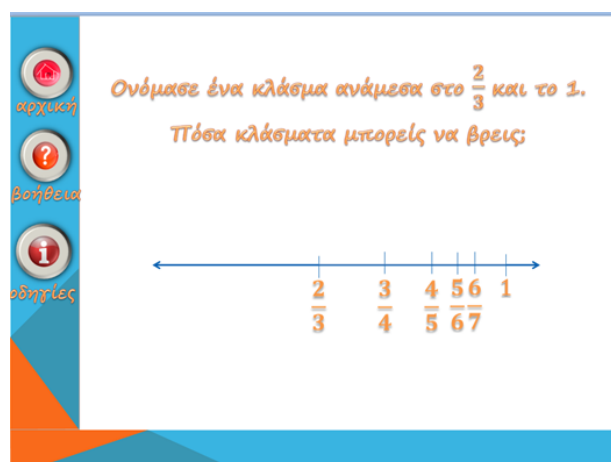 αρχική
βοήθεια
οδηγίες
Ονόμασε ένα κλάσμα ανάμεσα στο 2/3 και το 1.
Πόσα κλάσματα μπορείς να βρεις;
2/3 3/4 4/5 5/6 6/7 1